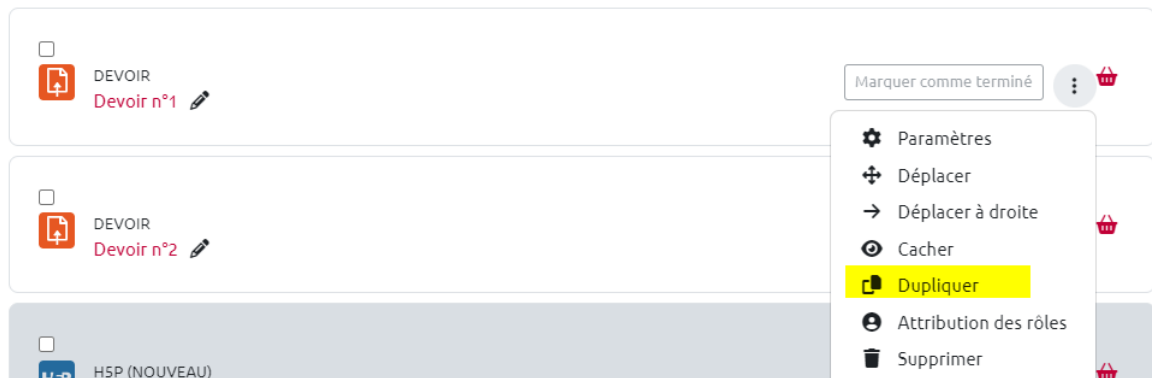 DEVOIR
Devoir n°1
Marquer comme terminé
Paramètres
Déplacer
Déplacer à droite
DEVOIR
Devoir n°2
Cacher
Dupliquer
Attribution des rôles
H5P (NOUVEAU)
Supprimer